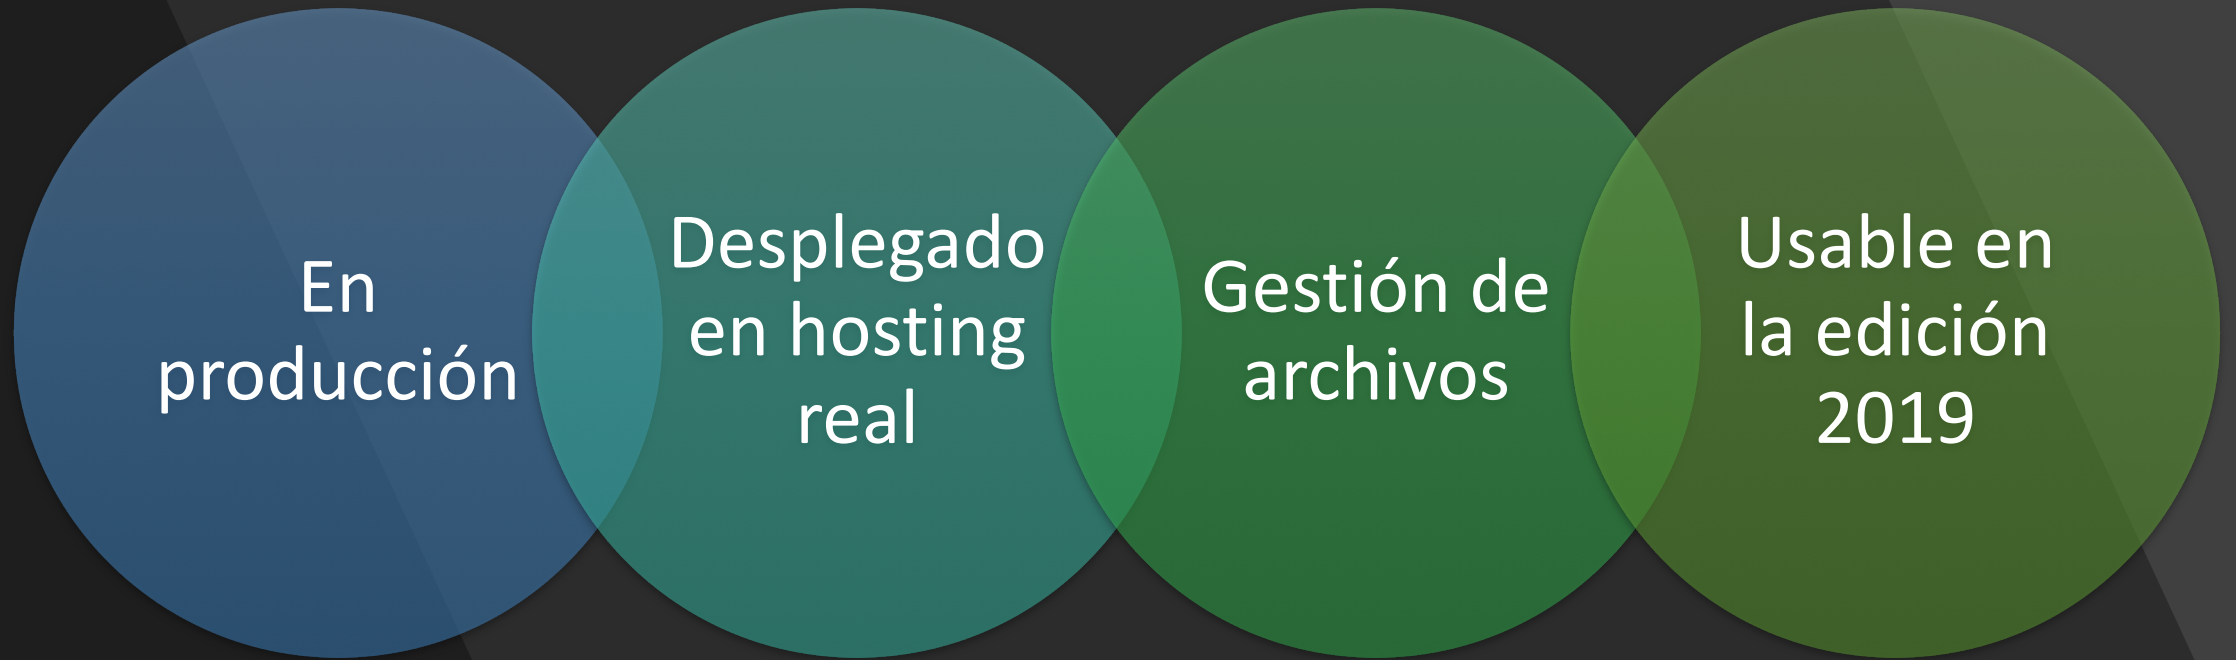 En
producción
Desplegado
en hosting
real
Gestión de
archivos
Usable en
la edición
2019